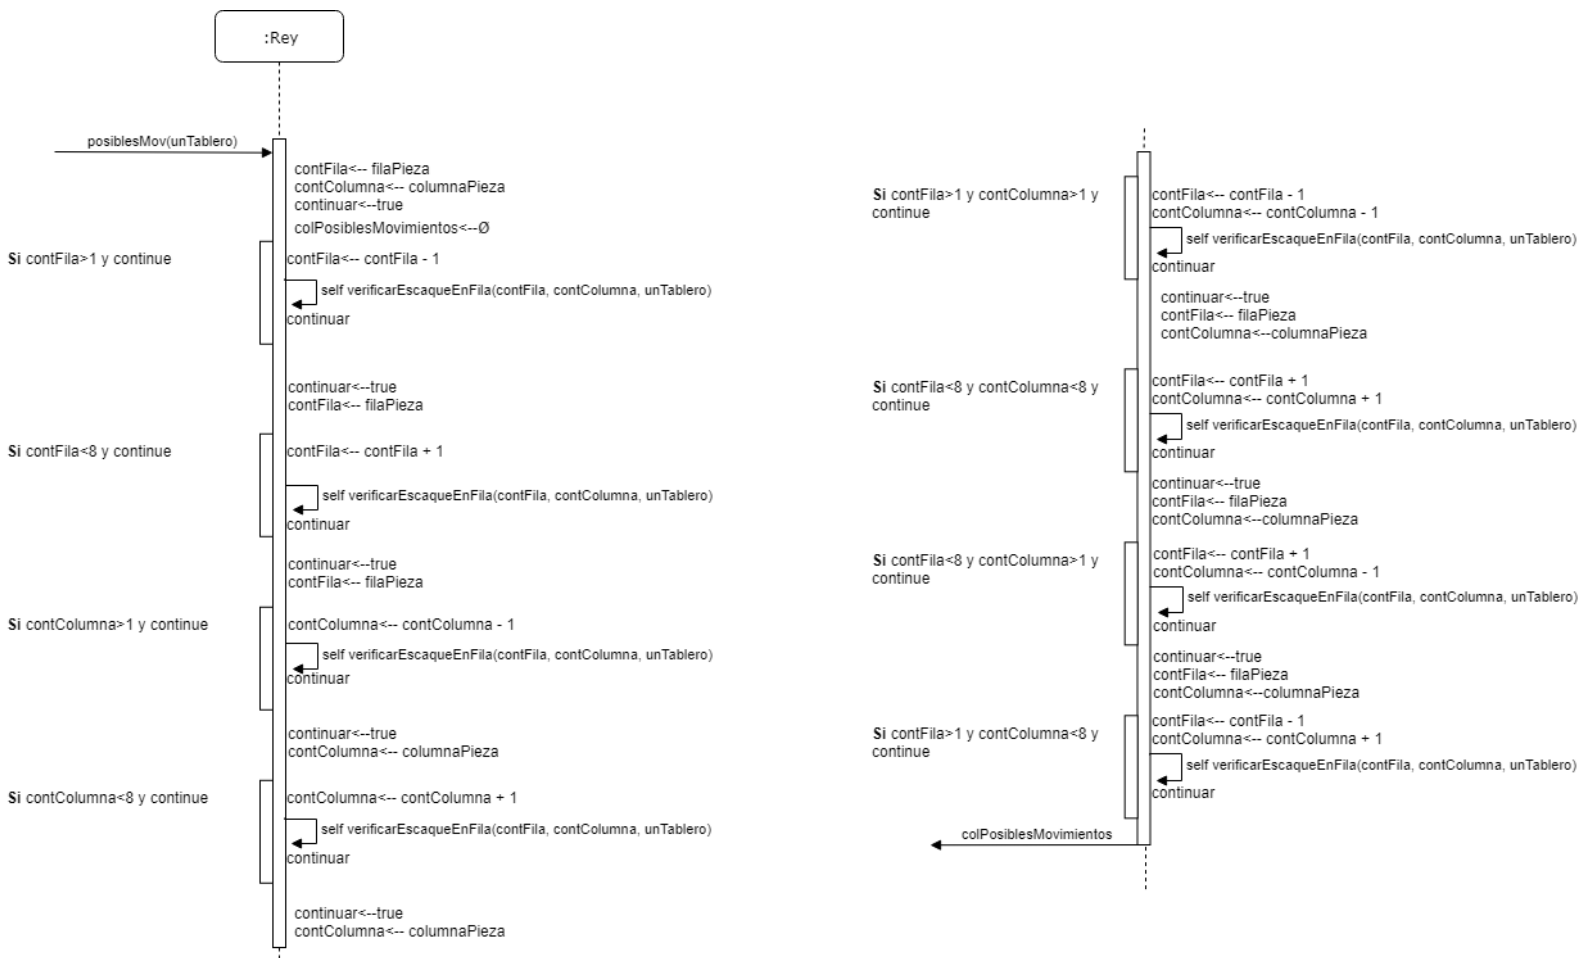 :Rey
posiblesMov(unTablero)
contFila<-- filaPieza
contColumna<-- columnaPieza
continuar<--true
colPosiblesMovimientos<--Ø
Si contFila>1 y continue
contFila<-- contFila - 1
self verificarEscaqueEnFila(contFila, contColumna, unTablero)
continuar
continuar<--true
contFila<-- filaPieza
Si contFila<8 y continue
contFila<-- contFila + 1
self verificarEscaqueEnFila(contFila, contColumna, unTablero)
continuar
continuar<--true
contFila<-- filaPieza
Si contColumna>1 y continue
contColumna<-- contColumna - 1
self verificarEscaqueEnFila(contFila, contColumna, unTablero)
continuar
continuar<--true
contColumna<-- columnaPieza
Si contColumna<8 y continue
contColumna<-- contColumna + 1
self verificarEscaqueEnFila(contFila, contColumna, unTablero)
continuar
continuar<--true
contColumna<-- columnaPieza
Si contFila>1 y contColumna>1 y
continue
contFila<-- contFila - 1
contColumna<-- contColumna - 1
self verificarEscaqueEnFila(contFila, contColumna, unTablero)
continuar
continuar<--true
contFila<-- filaPieza
contColumna<--columnaPieza
Si contFila<8 y contColumna<8 y
continue
contFila<-- contFila + 1
contColumna<-- contColumna + 1
self verificarEscaqueEnFila(contFila, contColumna, unTablero)
continuar
continuar<--true
contFila<-- filaPieza
contColumna<--columnaPieza
Si contFila<8 y contColumna>1 y
continue
contFila<-- contFila + 1
contColumna<-- contColumna - 1
self verificarEscaqueEnFila(contFila, contColumna, unTablero)
continuar
continuar<--true
contFila<-- filaPieza
contColumna<--columnaPieza
Si contFila>1 y contColumna<8 y
continue
contFila<-- contFila - 1
contColumna<-- contColumna + 1
self verificarEscaqueEnFila(contFila, contColumna, unTablero)
continuar
colPosiblesMovimientos